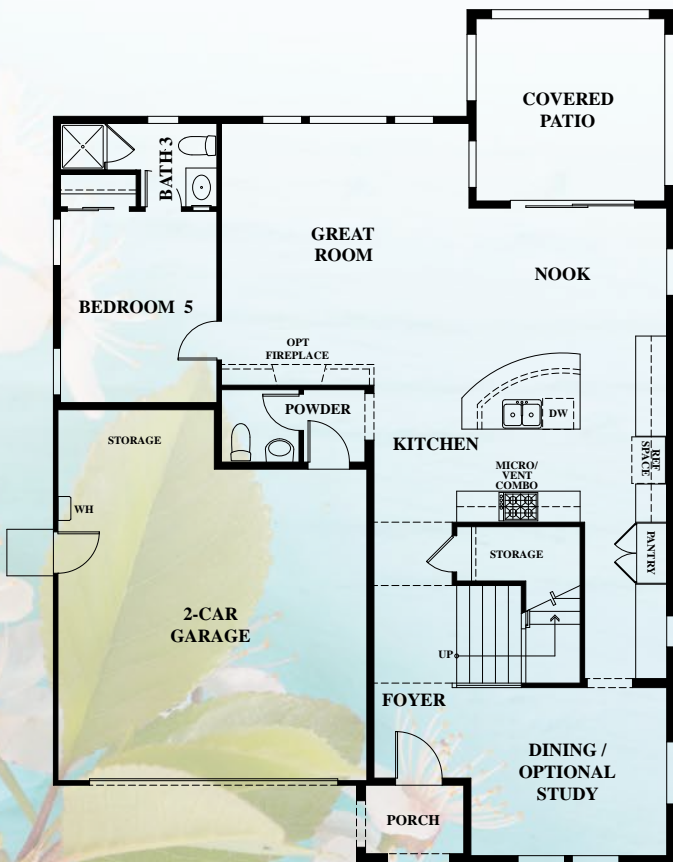 COVERED
PATIO
BATH 3
GREAT
ROOM
NOOK
BEDROOM 5
OPT
FIREPLACE
POWDER
DW
KITCHEN
STORAGE
REF
SPACE
MICRO/
VENT
COMBO
WH
STORAGE
PANTRY
2-CAR
GARAGE
UP
FOYER
DINING /
OPTIONAL
STUDY
PORCH